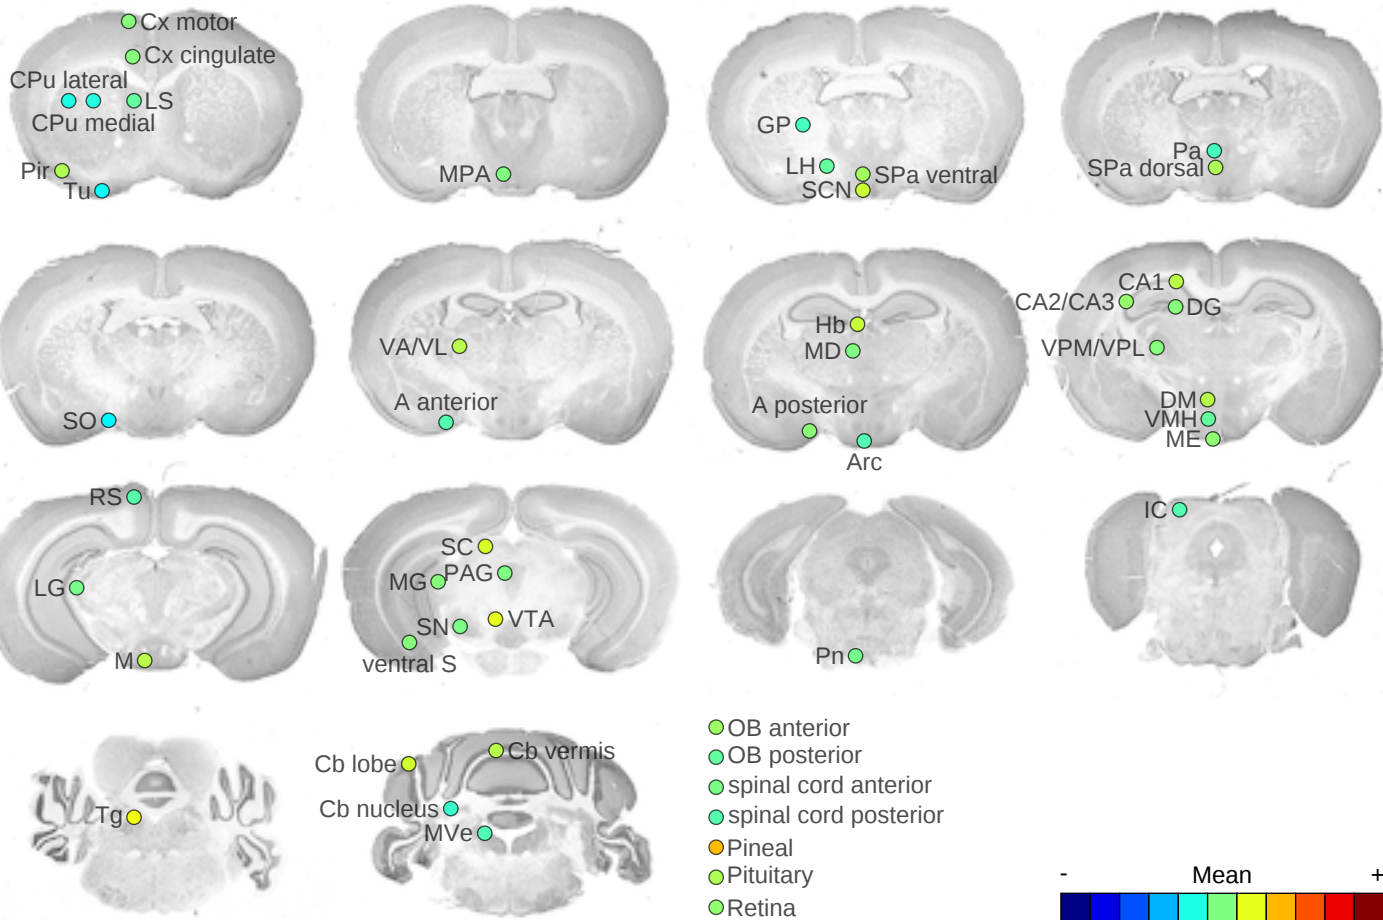 Cx motor
Cx cingulate
CPu lateral
LS
CPu medial
Pir
Tu
MPA
GP
LH
SPa ventral
SCN
Pa
SPa dorsal
SO
VA/VL
A anterior
Hb
MD
A posterior
Arc
CA1
CA2/CA3
DG
VPM/VPL
DM
VMH
ME
RS
LG
M
SC
MG
PAG
SN
VTA
ventral S
Pn
IC
Tg
Cb lobe
Cb vermis
Cb nucleus
MVe
OB anterior
OB posterior
spinal cord anterior
spinal cord posterior
Pineal
Pituitary
Retina
- Mean +